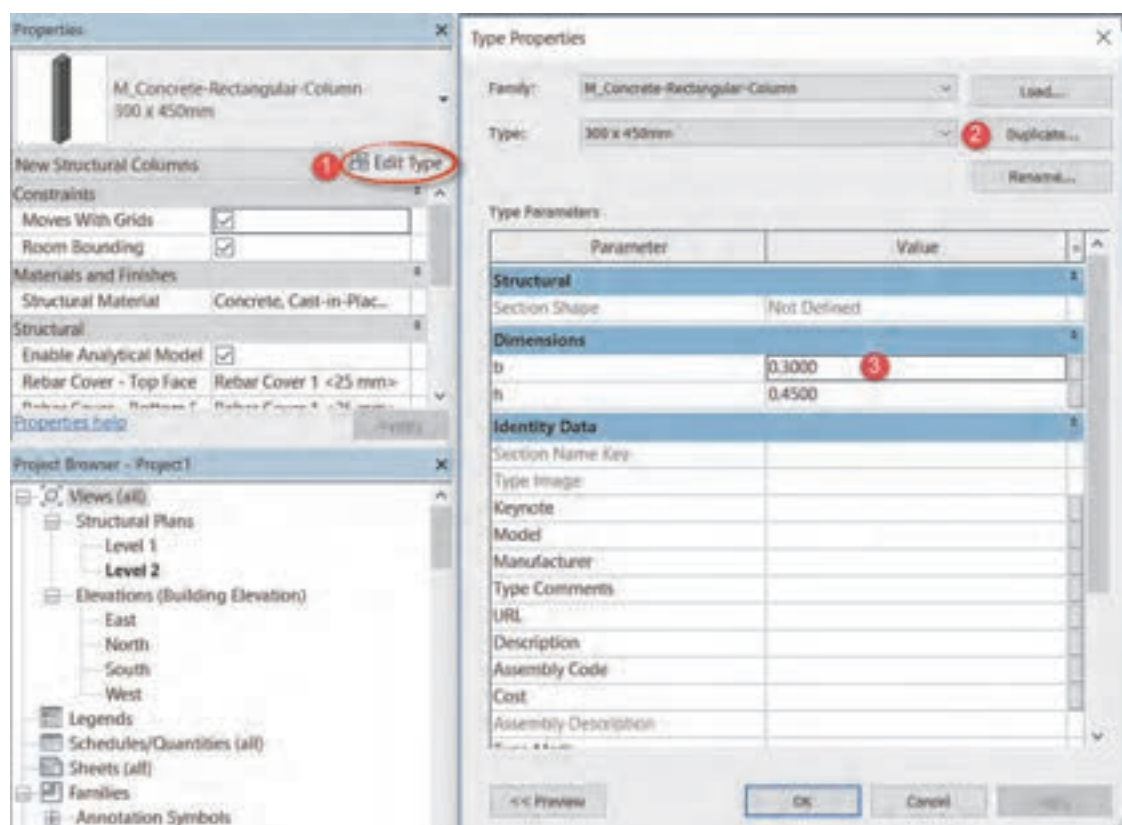 Properties
M_Concrete-Rectangular-Column
300 x 450mm
New Structural Columns
1
Edit Type
Constraints
Moves With Grids
Room Bounding
Materials and Finishes
Structural Material Concrete, Cast-in-Plac...
Structural
Enable Analytical Model
Rebar Cover - Top Face Rebar Cover 1 <25 mm>
Properties help
Project Browser - Project1
Views (all)
Structural Plans
Level 1
Level 2
Elevations (Building Elevation)
East
North
South
West
Legends
Schedules/Quantities (all)
Sheets (all)
Families
Annotation Symbols
Type Properties
Family: M_Concrete-Rectangular-Column Load...
Type: 300 x 450mm 2 Duplicate...
Rename...
Type Parameters
Parameter Value
Structural
Section Shape Not Defined
Dimensions
b 0.3000 3
h 0.4500
Identity Data
Section Name Key
Type Image
Keynote
Model
Manufacturer
Type Comments
URL
Description
Assembly Code
Cost
Assembly Description
<< Preview OK Cancel